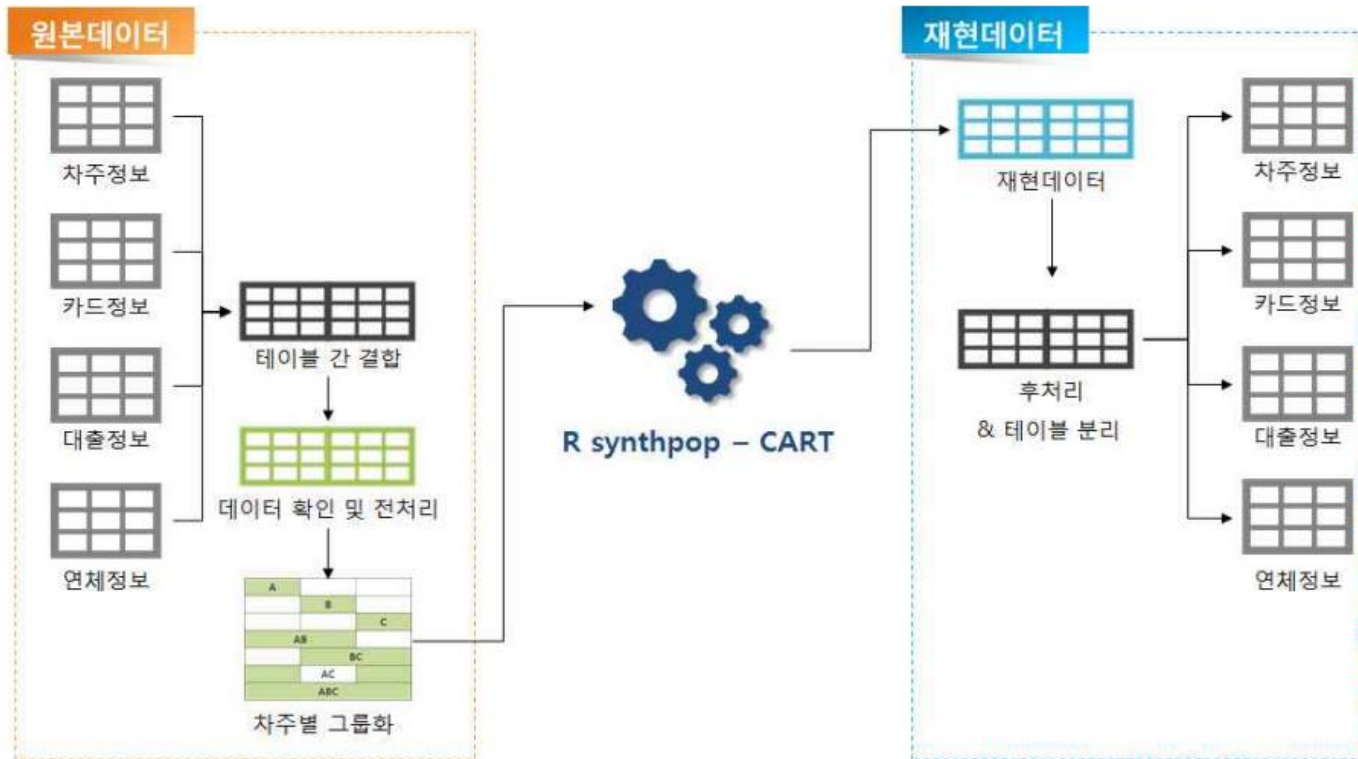 원본데이터
차주정보
카드정보
대출정보
연체정보
테이블 간 결합
데이터 확인 및 전처리
A
B
C
AB
BC
AC
ABC
차주별 그룹화
R synthpop – CART
재현데이터
재현데이터
후처리
& 테이블 분리
차주정보
카드정보
대출정보
연체정보